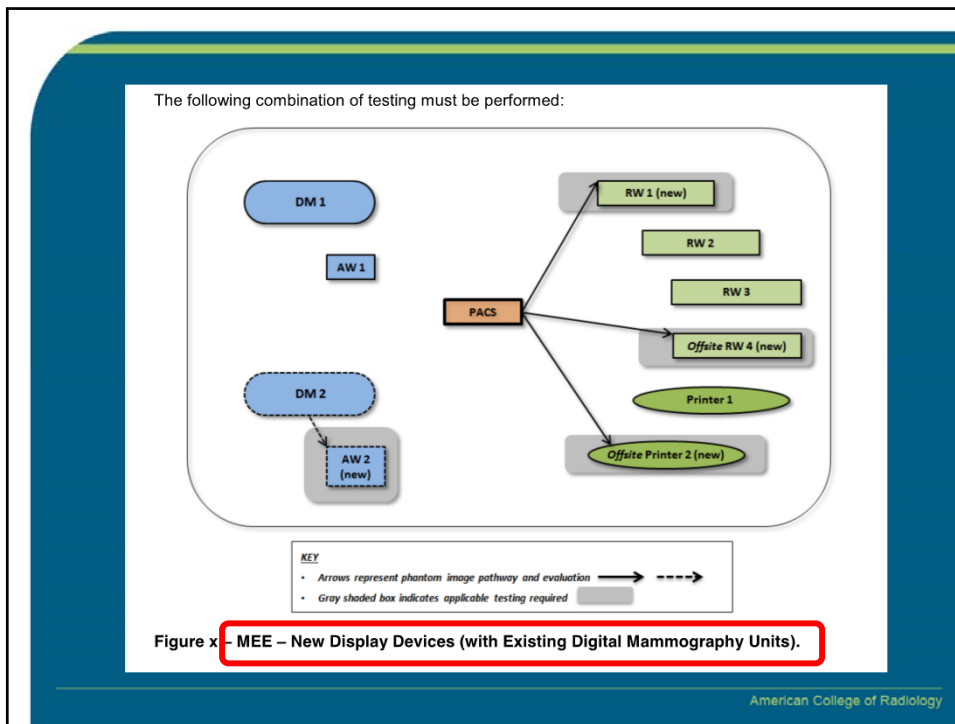 The following combination of testing must be performed:
DM 1
AW 1
DM 2
AW 2
(new)
PACS
RW 1 (new)
RW 2
RW 3
Offsite RW 4 (new)
Printer 1
Offsite Printer 2 (new)
KEY
• Arrows represent phantom image pathway and evaluation
• Gray shaded box indicates applicable testing required
Figure x – MEE – New Display Devices (with Existing Digital Mammography Units).
American College of Radiology